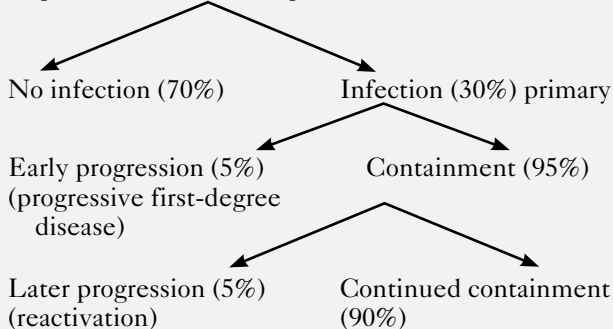 No infection (70%) Infection (30%) primary
Early progression (5%) Containment (95%)
(progressive first-degree
disease)
Later progression (5%) Continued containment
(reactivation) (90%)